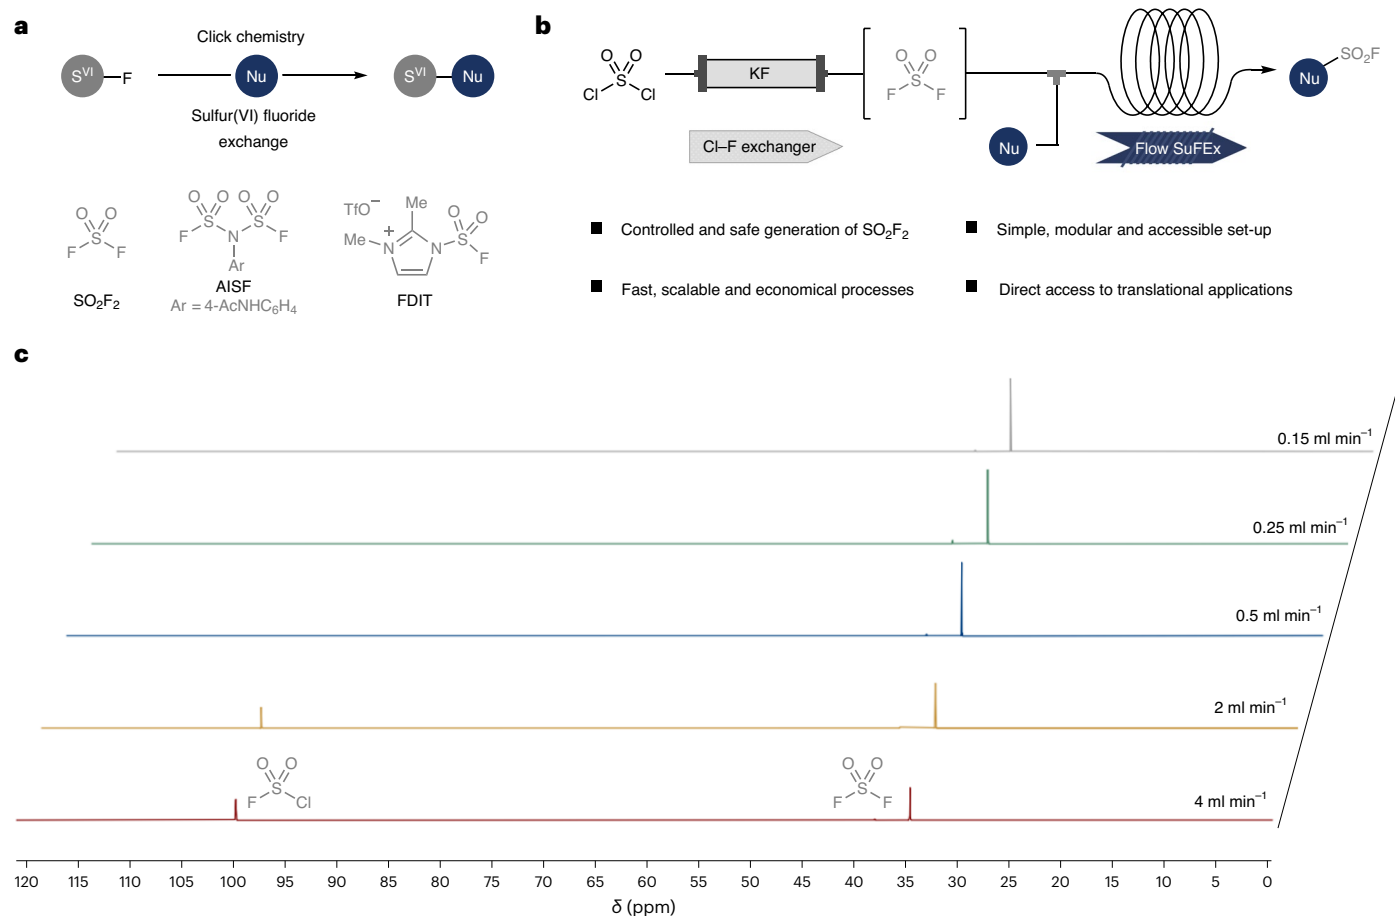 a
Click chemistry
S^VI
F
Nu
S^VI
Nu
Sulfur(VI) fluoride
exchange
O O
S
F F
SO₂F₂
O O O O
S S
F N F
Ar
AISF
Ar = 4-AcNHC₆H₄
TfO⁻
Me
O O
Me N + N S
F
FDIT
b
O O
S
Cl Cl
KF
O O
S
F F
Nu
SO₂F
Nu
Cl–F exchanger
Flow SuFEx
Controlled and safe generation of SO₂F₂
Simple, modular and accessible set-up
Fast, scalable and economical processes
Direct access to translational applications
c
0.15 ml min⁻¹
0.25 ml min⁻¹
0.5 ml min⁻¹
2 ml min⁻¹
O O
S
F Cl
O O
S
F F
4 ml min⁻¹
120 115 110 105 100 95 90 85 80 75 70 65 60 55 50 45 40 35 30 25 20 15 10 5 0
δ (ppm)